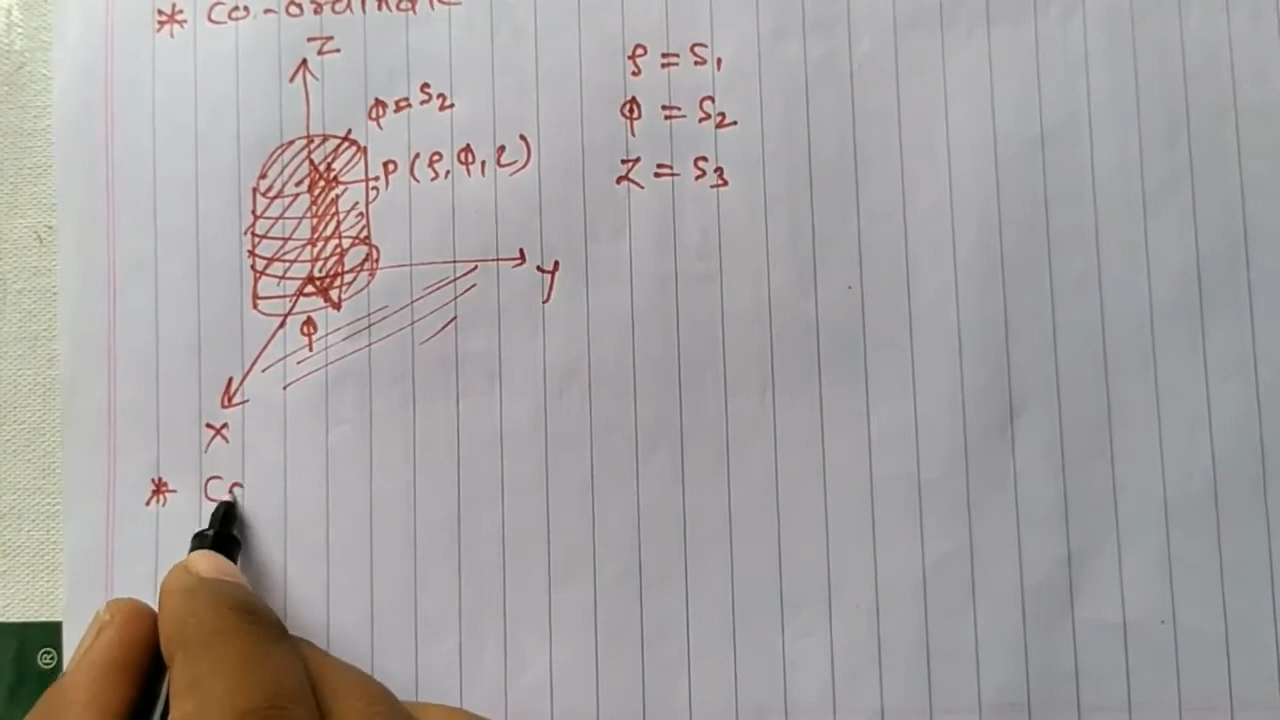 * Co-ordinate
Z
φ = S2
P (ρ, φ, z)
y
φ
X
ρ = S1
φ = S2
Z = S3
* Co
®